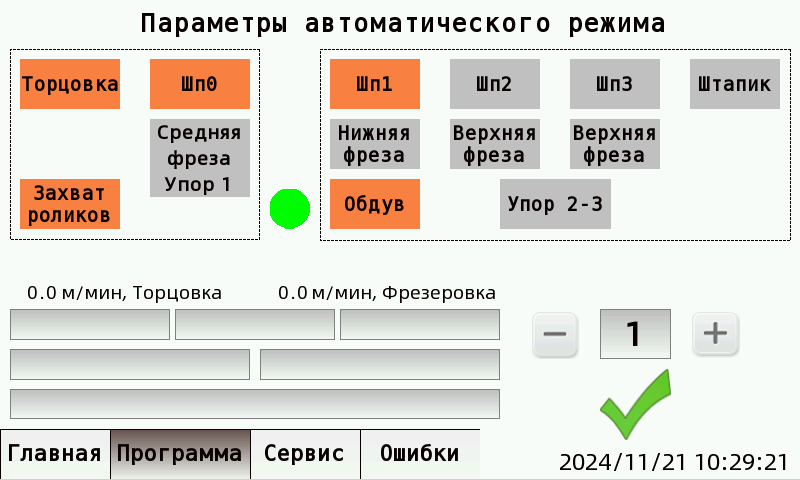 Параметры автоматического режима
Торцовка
Шп0
Шп1
Шп2
Шп3
Штапик
Средняя
фреза
Упор 1
Нижняя
фреза
Верхняя
фреза
Верхняя
фреза
Захват
роликов
Обдув
Упор 2-3
0.0 м/мин, Торцовка
0.0 м/мин, Фрезеровка
1
Главная
Программа
Сервис
Ошибки
2024/11/21 10:29:21